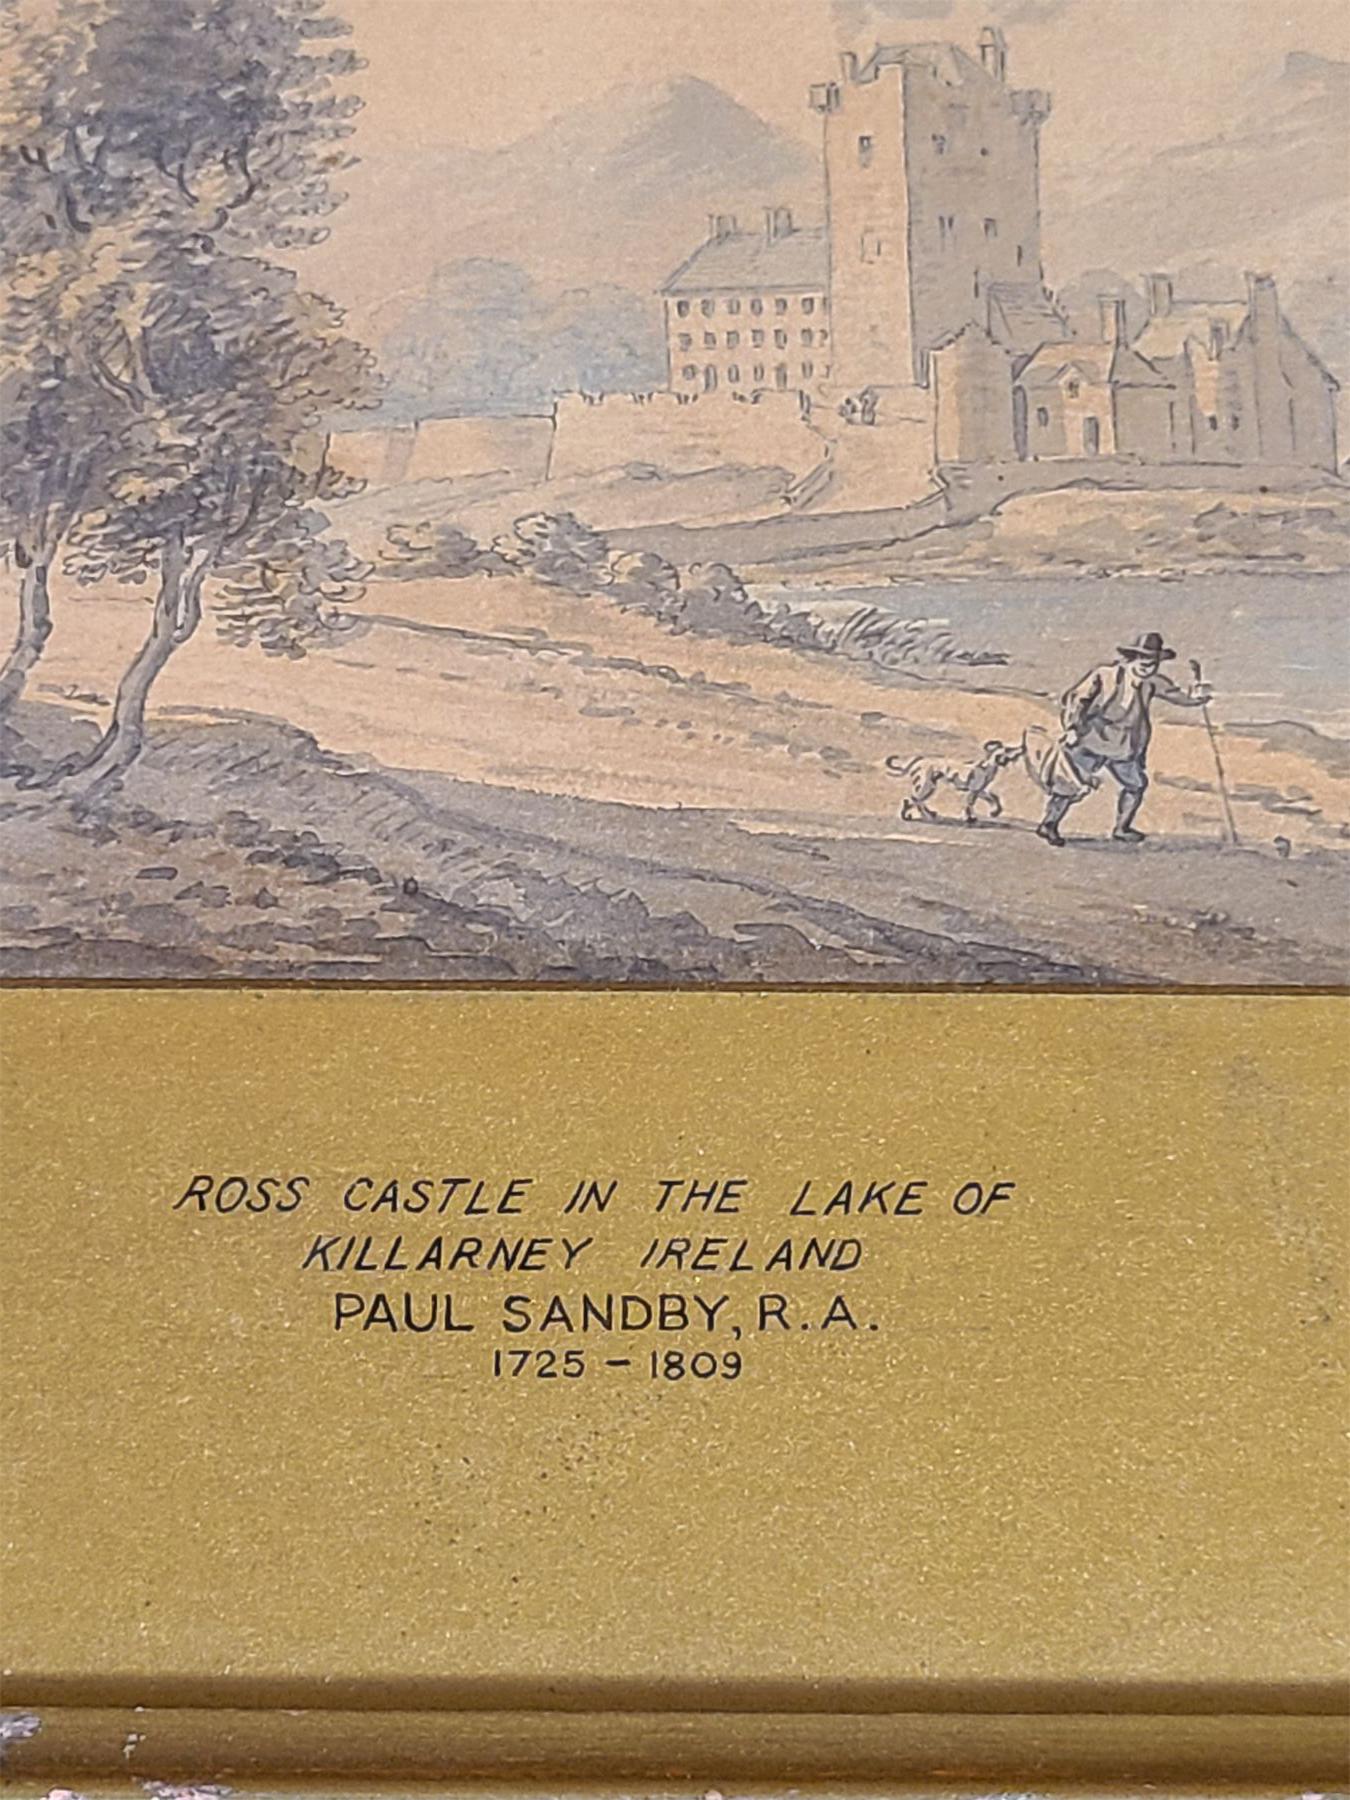 ROSS CASTLE IN THE LAKE OF
KILLARNEY IRELAND
PAUL SANDBY, R.A.
1725 – 1809